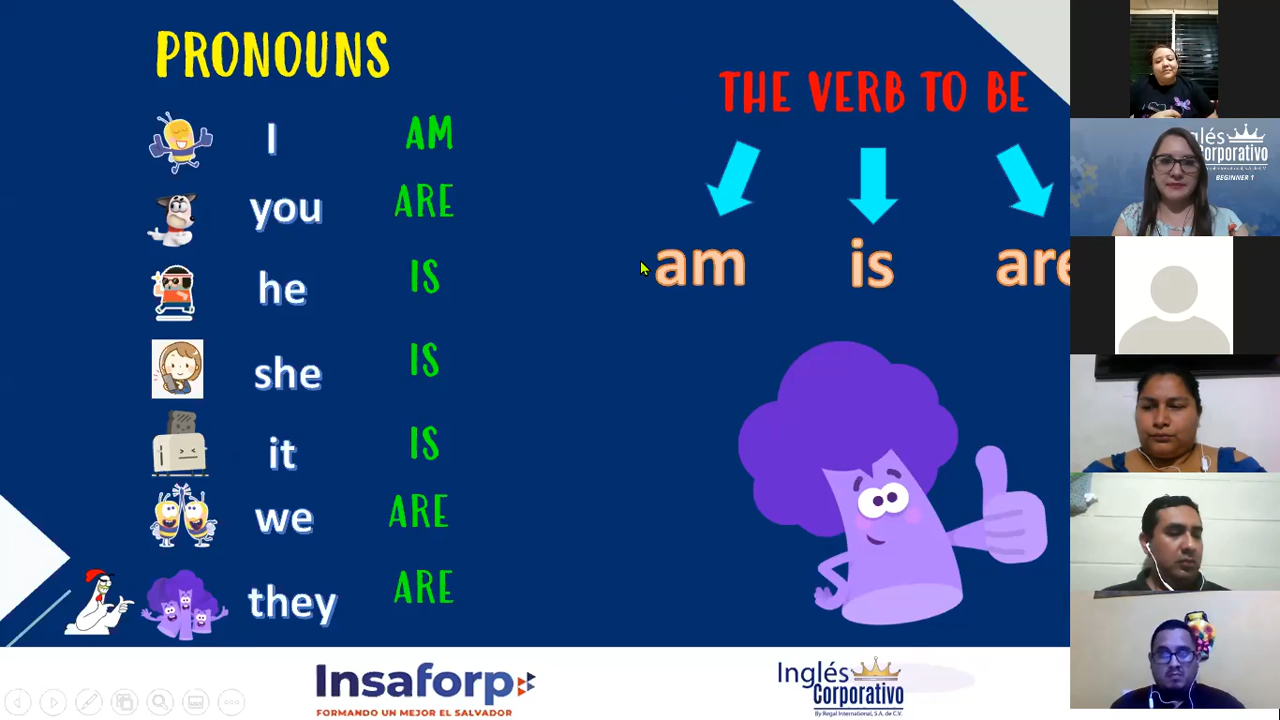 PRONOUNS
I AM
you ARE
he IS
she IS
it IS
we ARE
they ARE
THE VERB TO BE
am is are
Insaforp
FORMANDO UN MEJOR EL SALVADOR
Inglés
Corporativo
By Regal International, S.A. de C.V.
nglés
Corporativo
BEGINNER 1